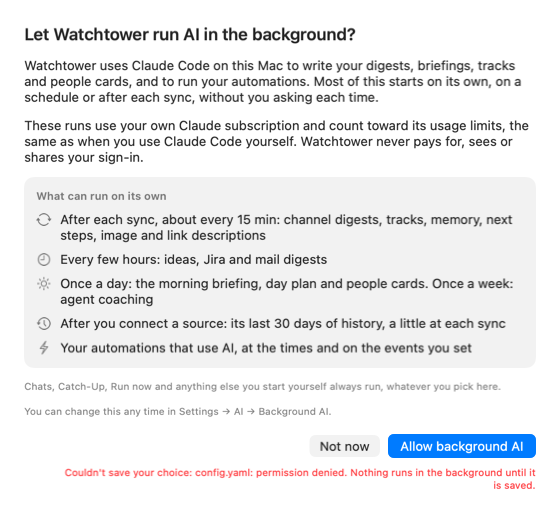 Let Watchtower run AI in the background?
Watchtower uses Claude Code on this Mac to write your digests, briefings, tracks
and people cards, and to run your automations. Most of this starts on its own, on a
schedule or after each sync, without you asking each time.
These runs use your own Claude subscription and count toward its usage limits, the
same as when you use Claude Code yourself. Watchtower never pays for, sees or
shares your sign-in.
What can run on its own
After each sync, about every 15 min: channel digests, tracks, memory, next
steps, image and link descriptions
Every few hours: ideas, Jira and mail digests
Once a day: the morning briefing, day plan and people cards. Once a week:
agent coaching
After you connect a source: its last 30 days of history, a little at each sync
Your automations that use AI, at the times and on the events you set
Chats, Catch-Up, Run now and anything else you start yourself always run, whatever you pick here.
You can change this any time in Settings → AI → Background AI.
Not now
Allow background AI
Couldn't save your choice: config.yaml: permission denied. Nothing runs in the background until it
is saved.